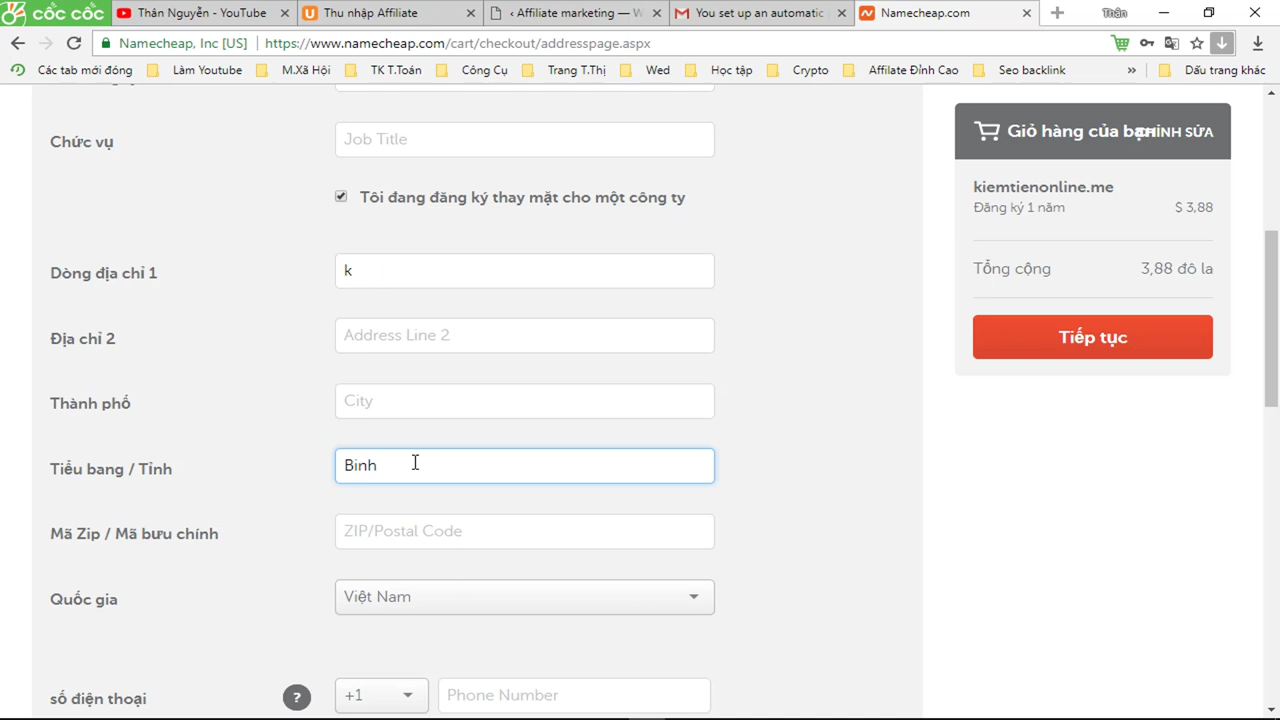 cốc cốc
Thân Nguyễn - YouTube
Thu nhập Affiliate
< Affiliate marketing — W
You set up an automatic
Namecheap.com
Thân
Namecheap, Inc [US]
https://www.namecheap.com/cart/checkout/addresspage.aspx
Các tab mới đóng
Làm Youtube
M.Xã Hội
TK T.Toán
Công Cụ
Trang T.Thị
Wed
Học tập
Crypto
Affilate Đỉnh Cao
Seo backlink
»
Dấu trang khác
Chức vụ
Job Title
Tôi đang đăng ký thay mặt cho một công ty
Dòng địa chỉ 1
k
Địa chỉ 2
Address Line 2
Thành phố
City
Tiểu bang / Tỉnh
Binh
Mã Zip / Mã bưu chính
ZIP/Postal Code
Quốc gia
Việt Nam
số điện thoại
?
+1
Phone Number
Giỏ hàng của bạn
CHỈNH SỬA
kiemtienonline.me
Đăng ký 1 năm
$ 3,88
Tổng cộng
3,88 đô la
Tiếp tục